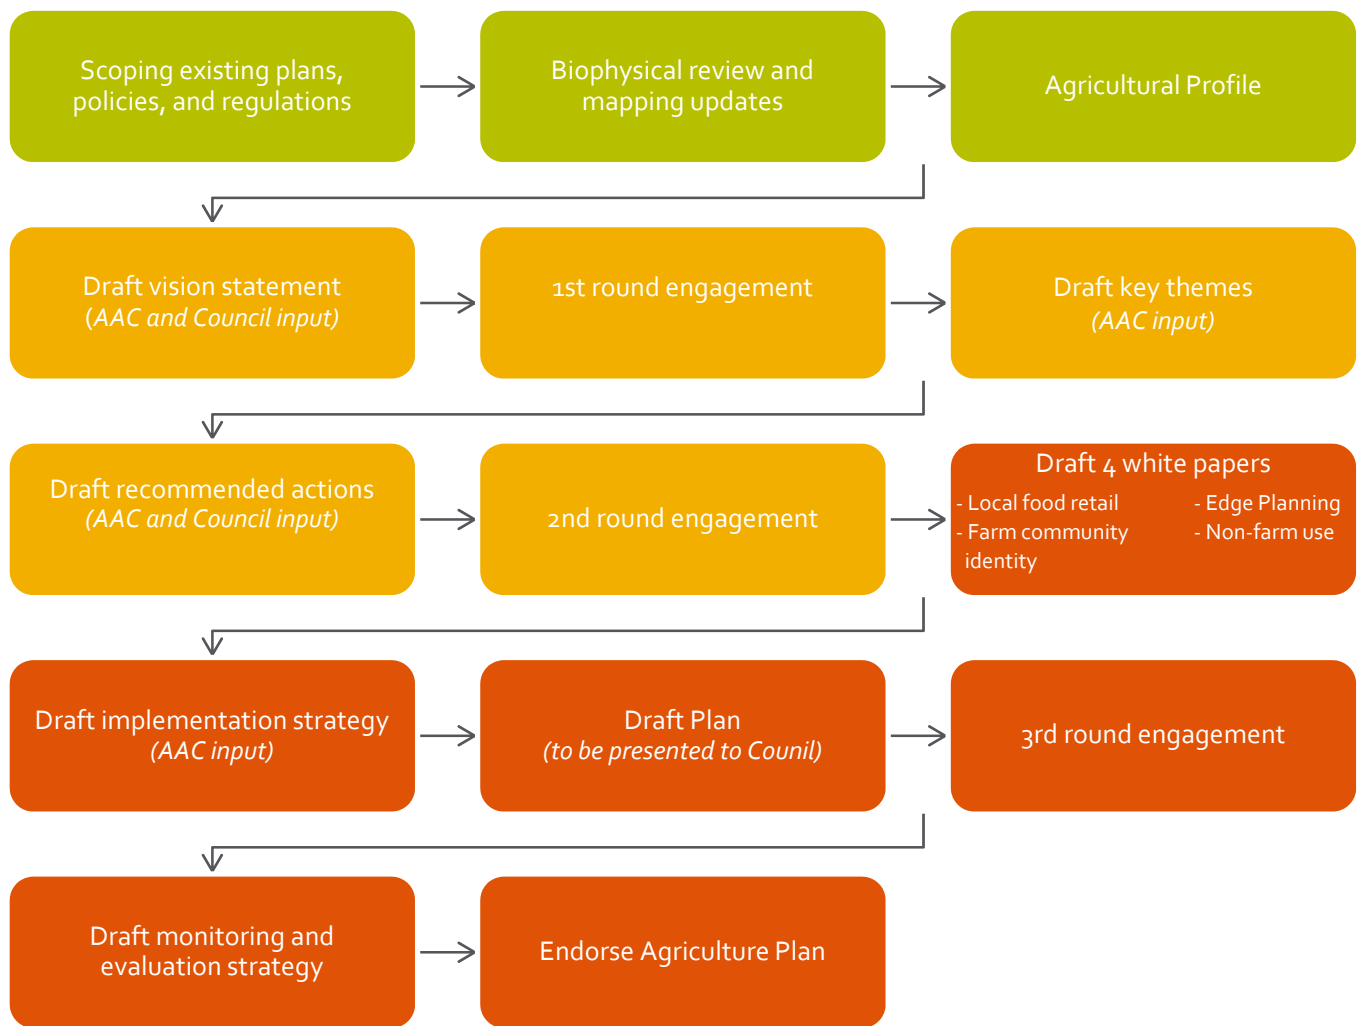 Scoping existing plans,
policies, and regulations
Biophysical review and
mapping updates
Agricultural Profile
Draft vision statement
(AAC and Council input)
1st round engagement
Draft key themes
(AAC input)
Draft recommended actions
(AAC and Council input)
2nd round engagement
Draft 4 white papers
- Local food retail
- Farm community
identity
- Edge Planning
- Non-farm use
Draft implementation strategy
(AAC input)
Draft Plan
(to be presented to Counil)
3rd round engagement
Draft monitoring and
evaluation strategy
Endorse Agriculture Plan